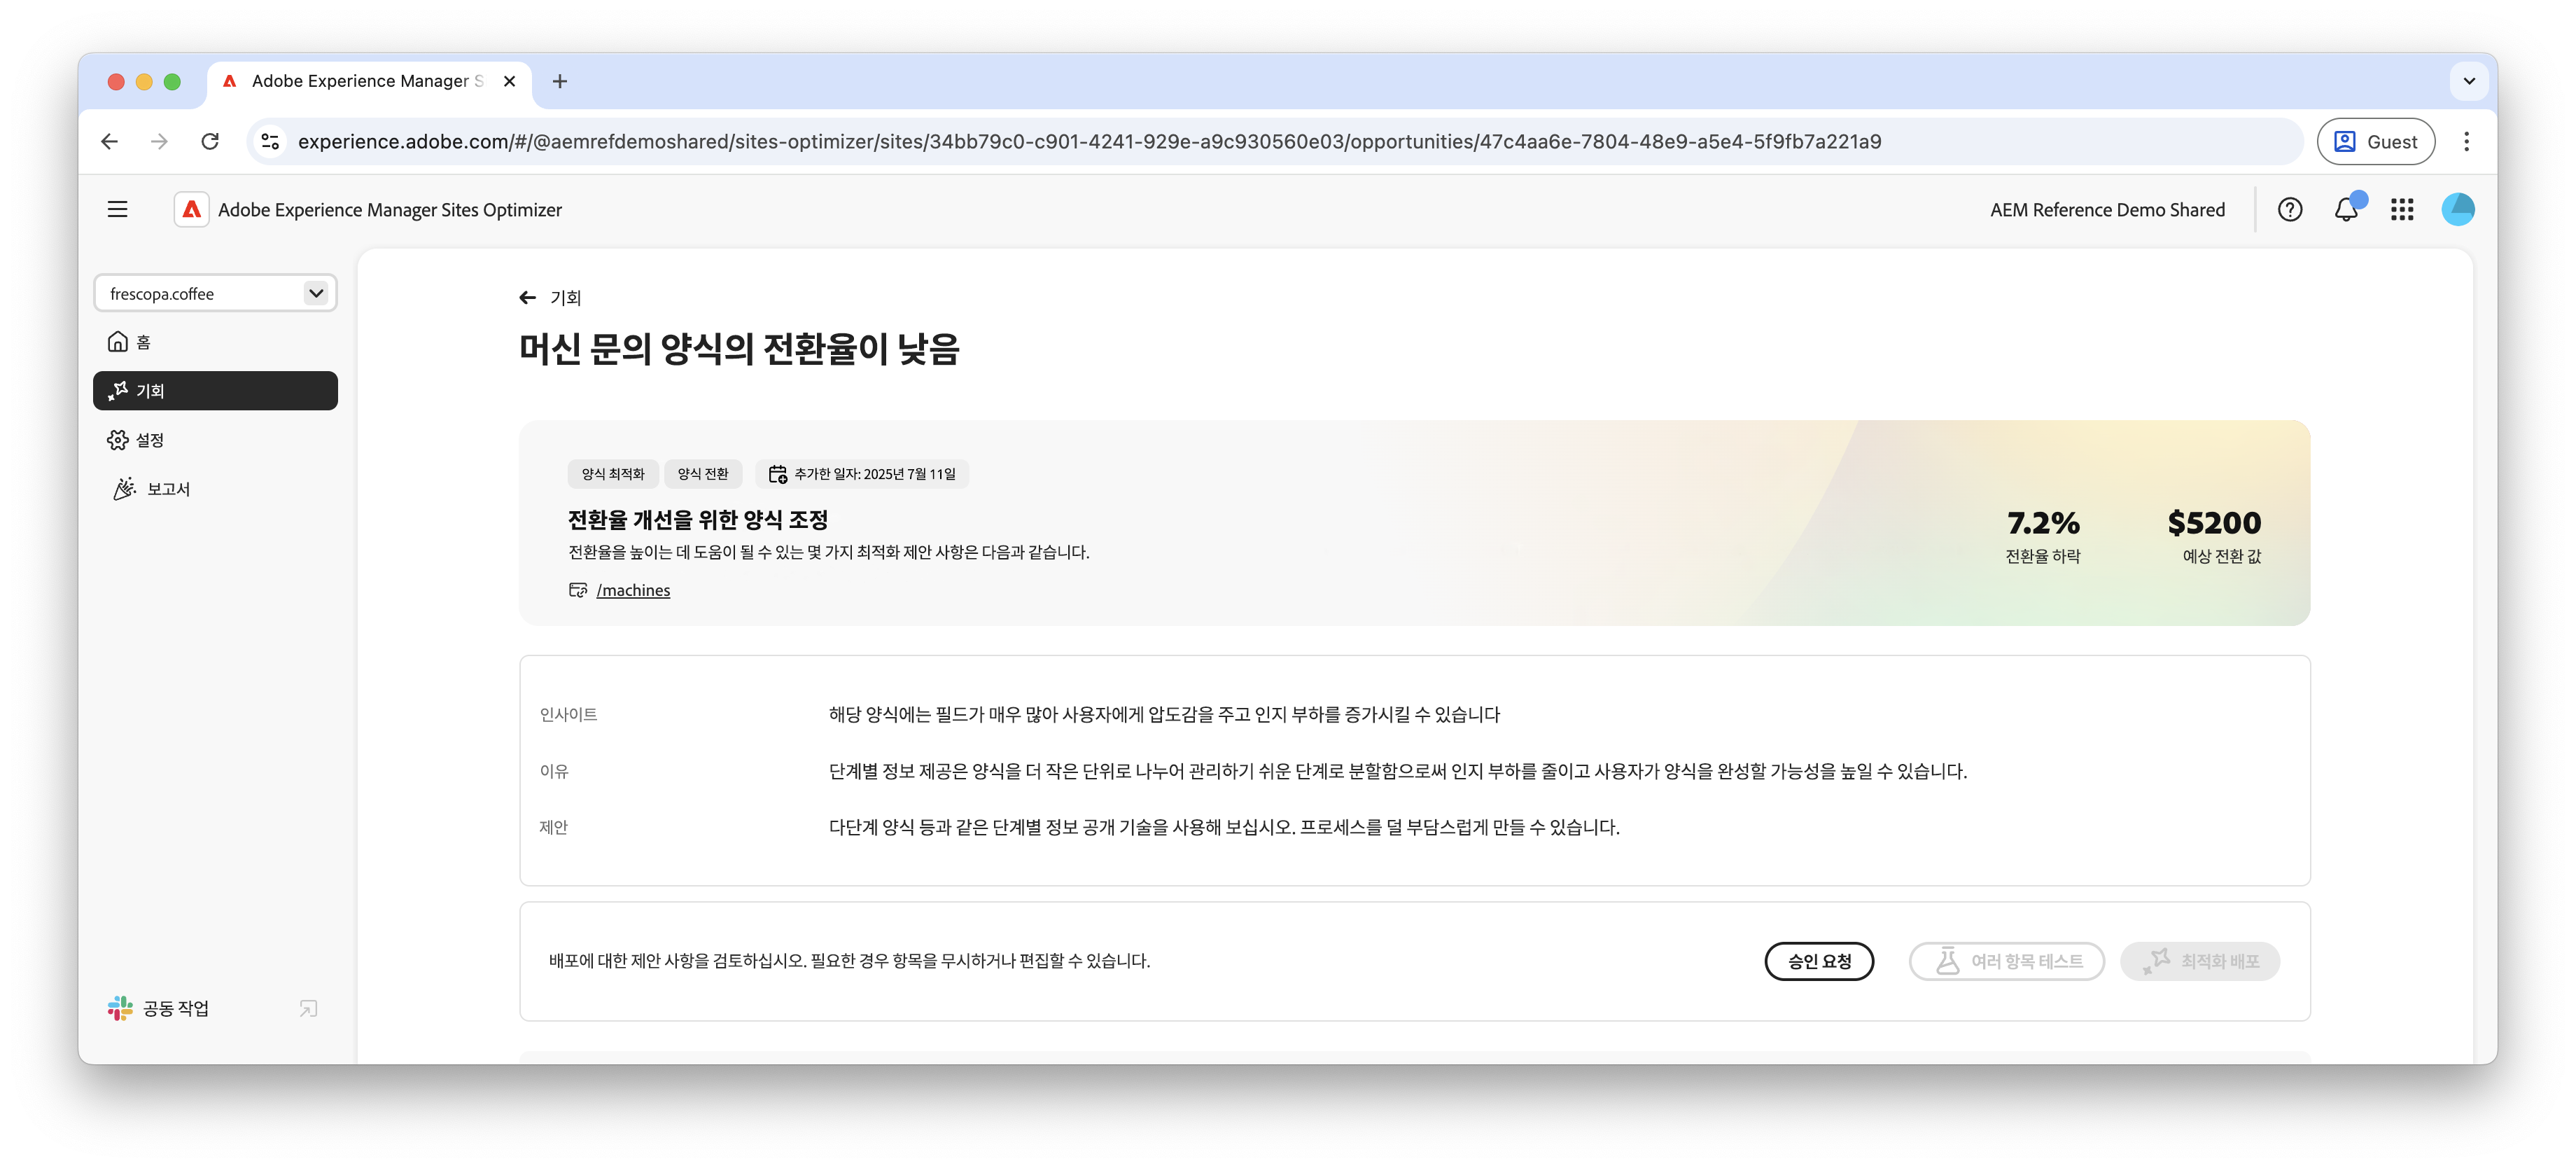 Adobe Experience Manager S
experience.adobe.com/#/@aemrefdemoshared/sites-optimizer/sites/34bb79c0-c901-4241-929e-a9c930560e03/opportunities/47c4aa6e-7804-48e9-a5e4-5f9fb7a221a9
Guest
Adobe Experience Manager Sites Optimizer
AEM Reference Demo Shared
frescopa.coffee
홈
기회
설정
보고서
공동 작업
기회
머신 문의 양식의 전환율이 낮음
양식 최적화
양식 전환
추가한 일자: 2025년 7월 11일
전환율 개선을 위한 양식 조정
전환율을 높이는 데 도움이 될 수 있는 몇 가지 최적화 제안 사항은 다음과 같습니다.
/machines
7.2%
전환율 하락
$5200
예상 전환 값
인사이트
해당 양식에는 필드가 매우 많아 사용자에게 압도감을 주고 인지 부하를 증가시킬 수 있습니다
이유
단계별 정보 제공은 양식을 더 작은 단위로 나누어 관리하기 쉬운 단계로 분할함으로써 인지 부하를 줄이고 사용자가 양식을 완성할 가능성을 높일 수 있습니다.
제안
다단계 양식 등과 같은 단계별 정보 공개 기술을 사용해 보십시오. 프로세스를 덜 부담스럽게 만들 수 있습니다.
배포에 대한 제안 사항을 검토하십시오. 필요한 경우 항목을 무시하거나 편집할 수 있습니다.
승인 요청
여러 항목 테스트
최적화 배포